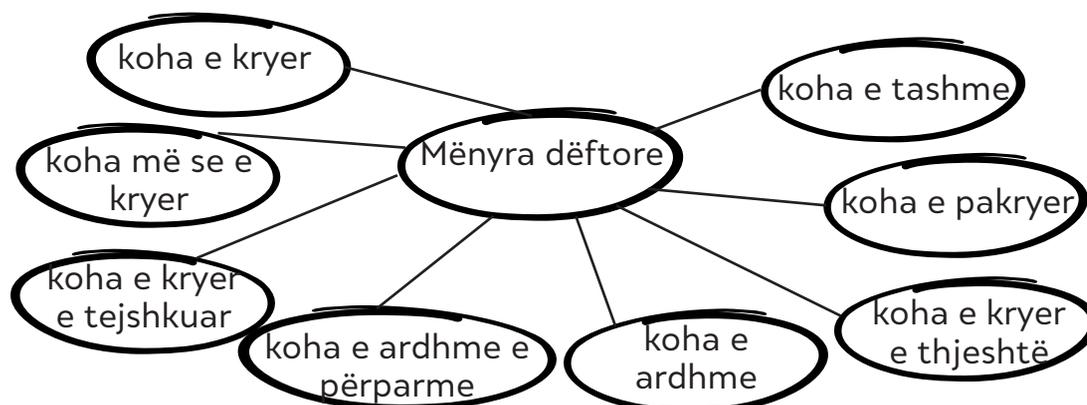 koha e kryer
koha e tashme
Mënyra dëftore
koha më se e
kryer
koha e pakryer
koha e kryer
e tejshkuar
koha e ardhme e
përparme
koha e
ardhme
koha e kryer
e thjeshtë